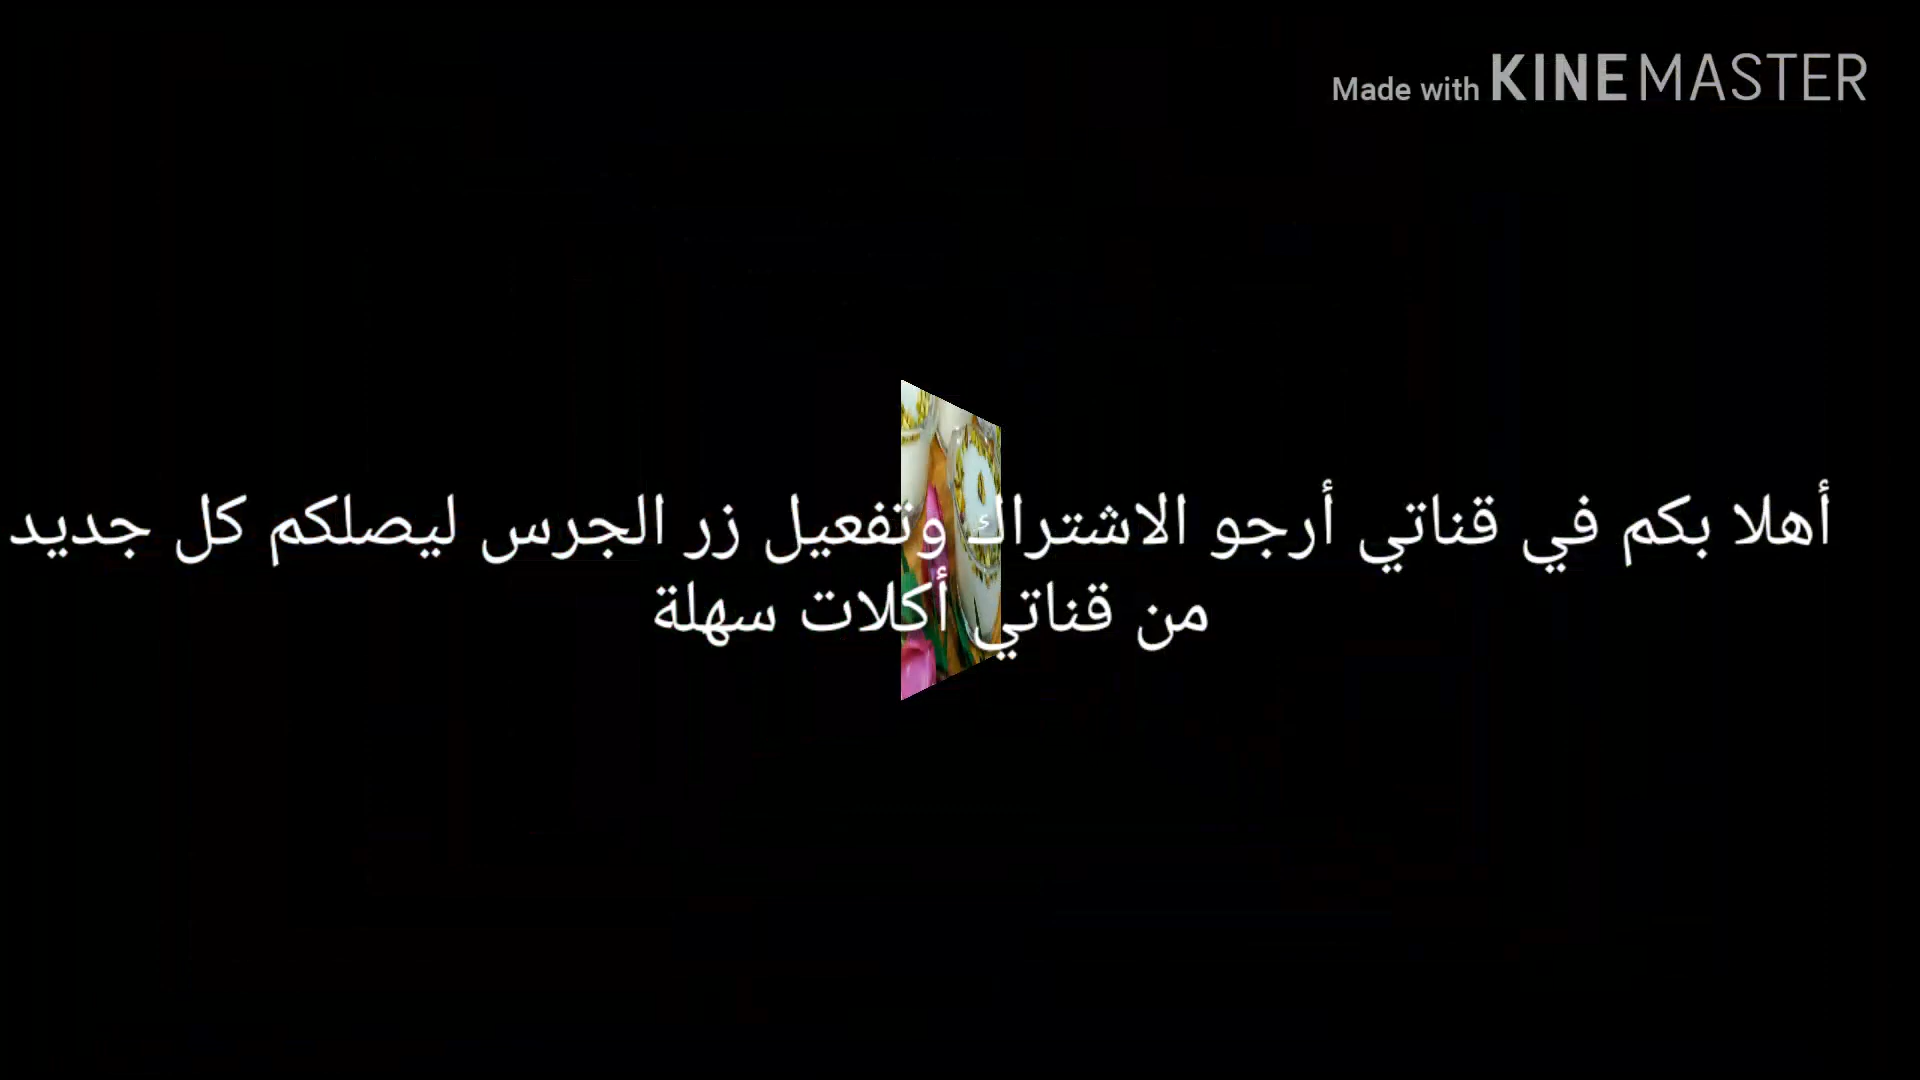 Made with KINEMASTER
أهلا بكم في قناتي أرجو الاشتراك وتفعيل زر الجرس ليصلكم كل جديد
من قناتي أكلات سهلة